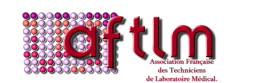 aftlm
Association Française
des Techniciens
de Laboratoire Médical.